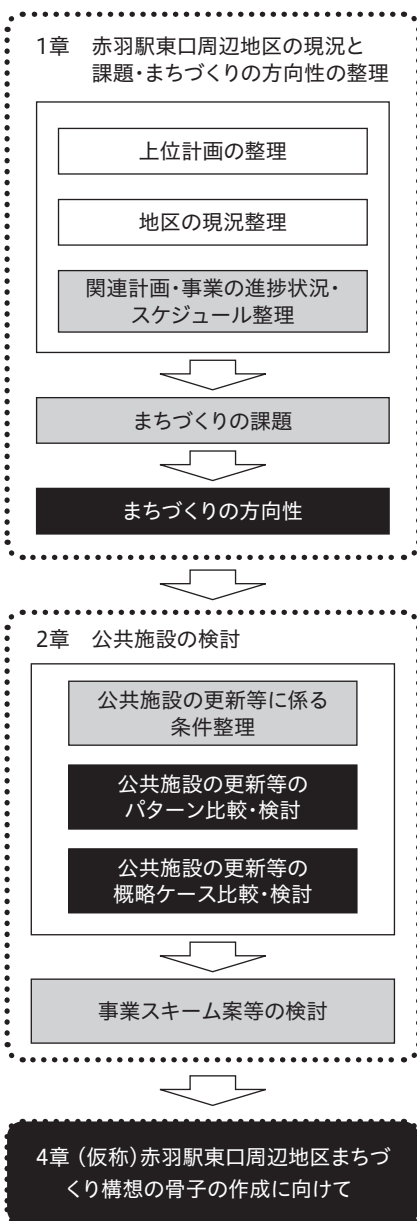 1章 赤羽駅東口周辺地区の現況と
課題・まちづくりの方向性の整理
上位計画の整理
地区の現況整理
関連計画・事業の進捗状況・
スケジュール整理
まちづくりの課題
まちづくりの方向性
2章 公共施設の検討
公共施設の更新等に係る
条件整理
公共施設の更新等の
パターン比較・検討
公共施設の更新等の
概略ケース比較・検討
事業スキーム案等の検討
4章（仮称）赤羽駅東口周辺地区まちづ
くり構想の骨子の作成に向けて